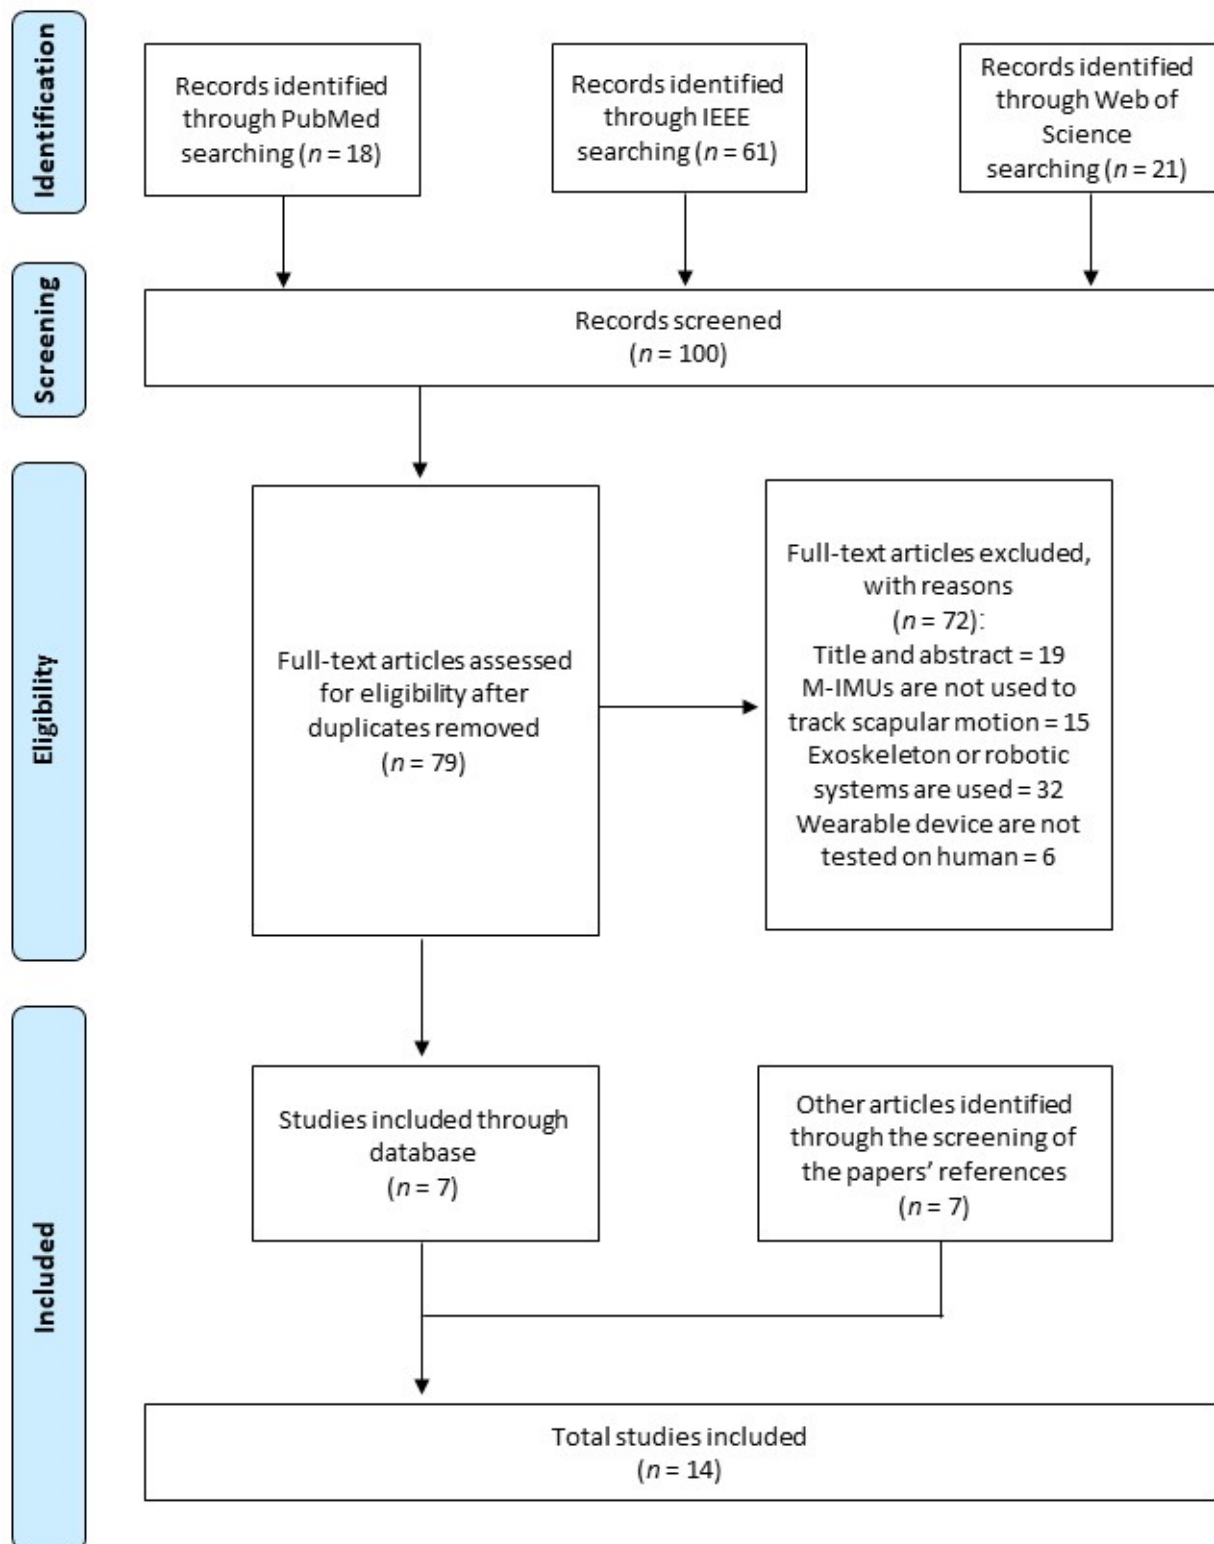 Identification
Records identified
through PubMed
searching (n = 18)
Records identified
through IEEE
searching (n = 61)
Records identified
through Web of
Science
searching (n = 21)
Screening
Records screened
(n = 100)
Eligibility
Full-text articles assessed
for eligibility after
duplicates removed
(n = 79)
Full-text articles excluded,
with reasons
(n = 72):
Title and abstract = 19
M-IMUs are not used to
track scapular motion = 15
Exoskeleton or robotic
systems are used = 32
Wearable device are not
tested on human = 6
Included
Studies included through
database
(n = 7)
Other articles identified
through the screening of
the papers’ references
(n = 7)
Total studies included
(n = 14)